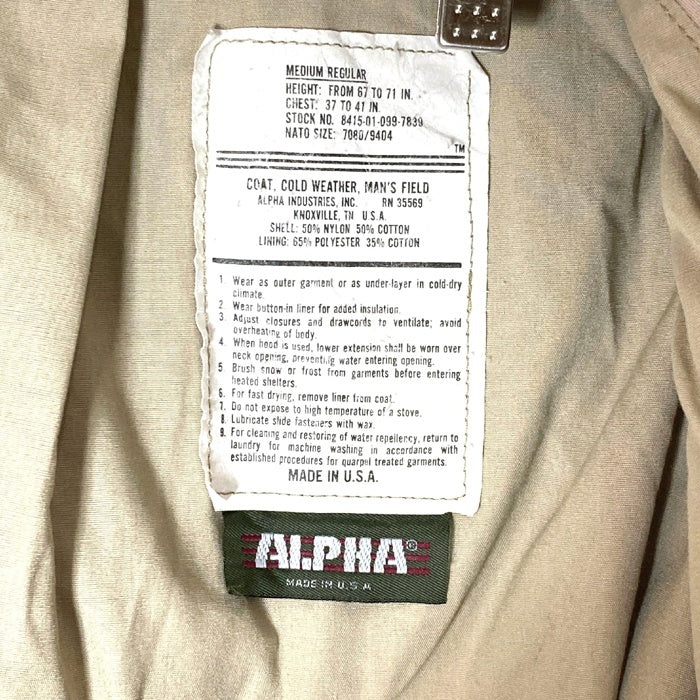 MEDIUM REGULAR
HEIGHT: FROM 67 TO 71 IN.
CHEST: 37 TO 41 IN.
STOCK NO. 8415-01-099-7839
NATO SIZE: 7080/9404
TM
COAT, COLD WEATHER, MAN'S FIELD
ALPHA INDUSTRIES, INC. RN 35569
KNOXVILLE, TN U.S.A.
SHELL: 50% NYLON 50% COTTON
LINING: 65% POLYESTER 35% COTTON
1. Wear as outer garment or as under-layer in cold-dry
climate.
2. Wear button-in liner for added insulation.
3. Adjust closures and drawcords to ventilate; avoid
overheating of body.
4. When hood is used, lower extension shall be worn over
neck opening, preventing water entering opening.
5. Brush snow or frost from garments before entering
heated shelters.
6. For fast drying, remove liner from coat.
7. Do not expose to high temperature of a stove.
8. Lubricate slide fasteners with wax.
9. For cleaning and restoring of water repellency, return to
laundry for machine washing in accordance with
established procedures for quarpel treated garments.
MADE IN U.S.A.
ALPHA®
MADE IN U.S.A